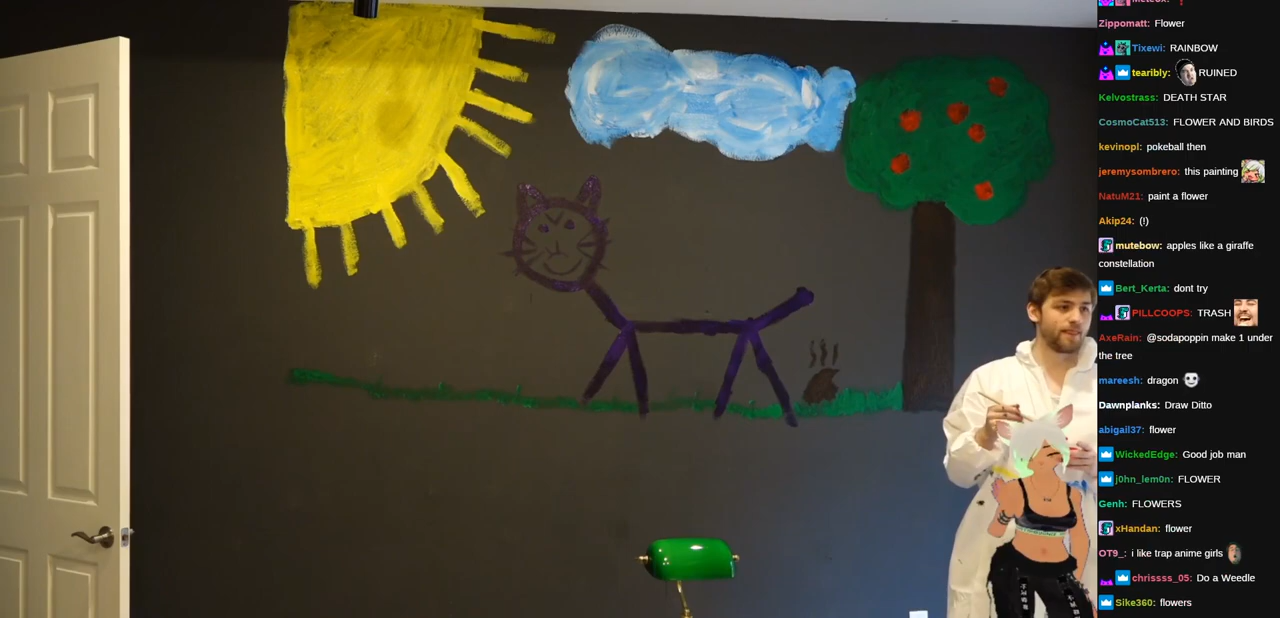 Zippomatt: Flower
Tixewi: RAINBOW
tearibly: RUINED
Kelvostrass: DEATH STAR
CosmoCat513: FLOWER AND BIRDS
kevinopl: pokeball then
jeremysombrero: this painting
NatuM21: paint a flower
Akip24: (!)
mutebow: apples like a giraffe
constellation
Bert_Kerta: dont try
PILLCOOPS: TRASH
AxeRain: @sodapoppin make 1 under
the tree
mareesh: dragon
Dawnplanks: Draw Ditto
abigail37: flower
WickedEdge: Good job man
j0hn_lem0n: FLOWER
Genh: FLOWERS
xHandan: flower
OT9_: i like trap anime girls
chrissss_05: Do a Weedle
Sike360: flowers